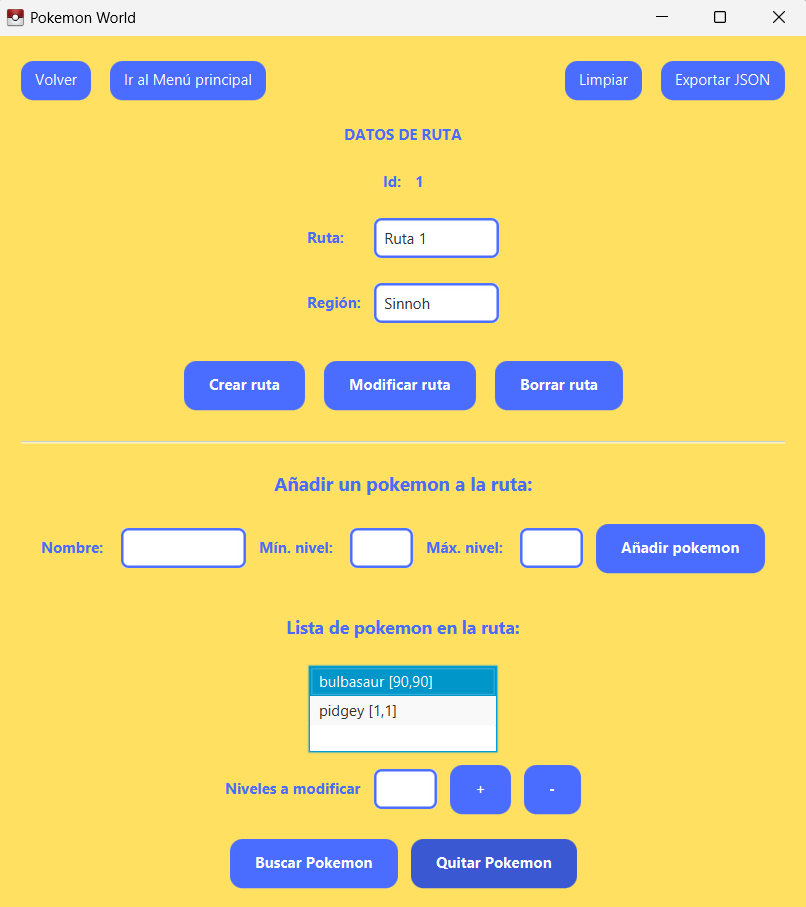 Pokemon World
Volver
Ir al Menú principal
Limpiar
Exportar JSON
DATOS DE RUTA
Id: 1
Ruta: Ruta 1
Región: Sinnoh
Crear ruta
Modificar ruta
Borrar ruta
Añadir un pokemon a la ruta:
Nombre:
Mín. nivel:
Máx. nivel:
Añadir pokemon
Lista de pokemon en la ruta:
bulbasaur [90,90]
pidgey [1,1]
Niveles a modificar
+
-
Buscar Pokemon
Quitar Pokemon